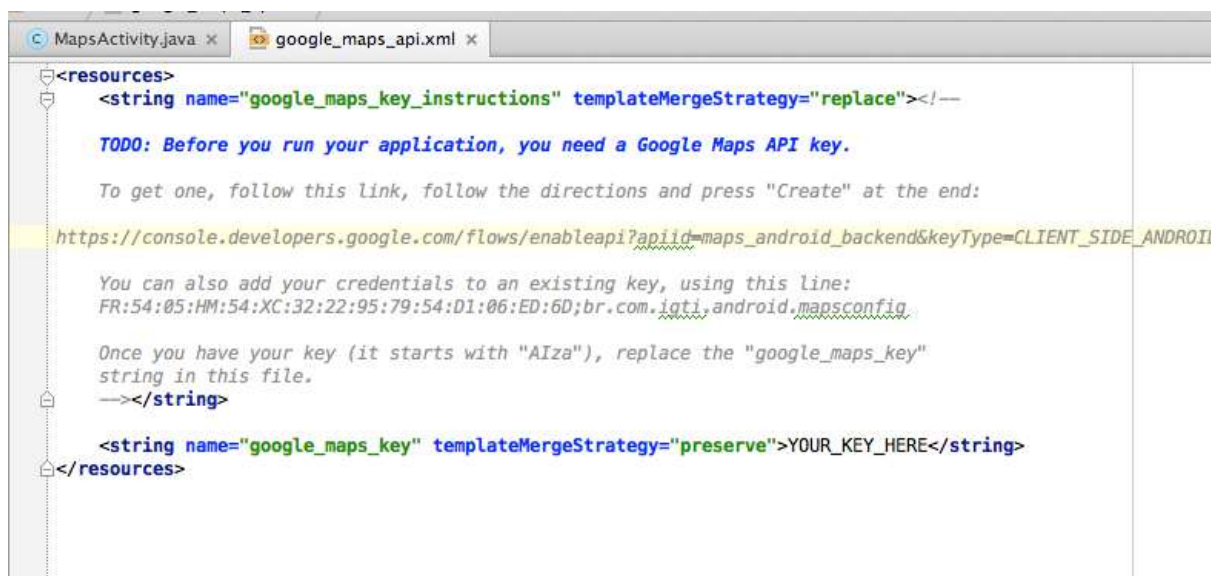 MapsActivity.java × google_maps_api.xml ×
<resources>
<string name="google_maps_key_instructions" templateMergeStrategy="replace"><!--
TODO: Before you run your application, you need a Google Maps API key.
To get one, follow this link, follow the directions and press "Create" at the end:
https://console.developers.google.com/flows/enableapi?apiid=maps_android_backend&keyType=CLIENT_SIDE_ANDROID
You can also add your credentials to an existing key, using this line:
FR:54:05:HM:54:XC:32:22:95:79:54:D1:06:ED:6D;br.com.igti.android.mapsconfig
Once you have your key (it starts with "AIza"), replace the "google_maps_key"
string in this file.
--></string>
<string name="google_maps_key" templateMergeStrategy="preserve">YOUR_KEY_HERE</string>
</resources>